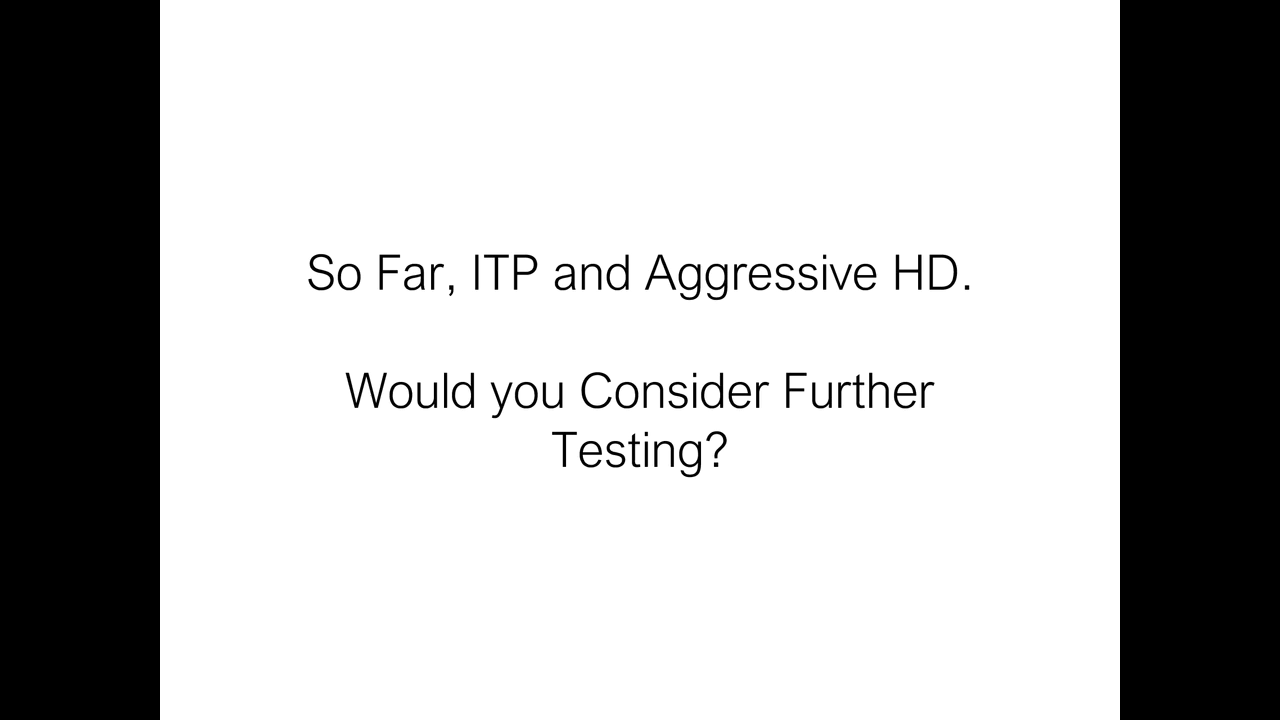 So Far, ITP and Aggressive HD.
Would you Consider Further
Testing?